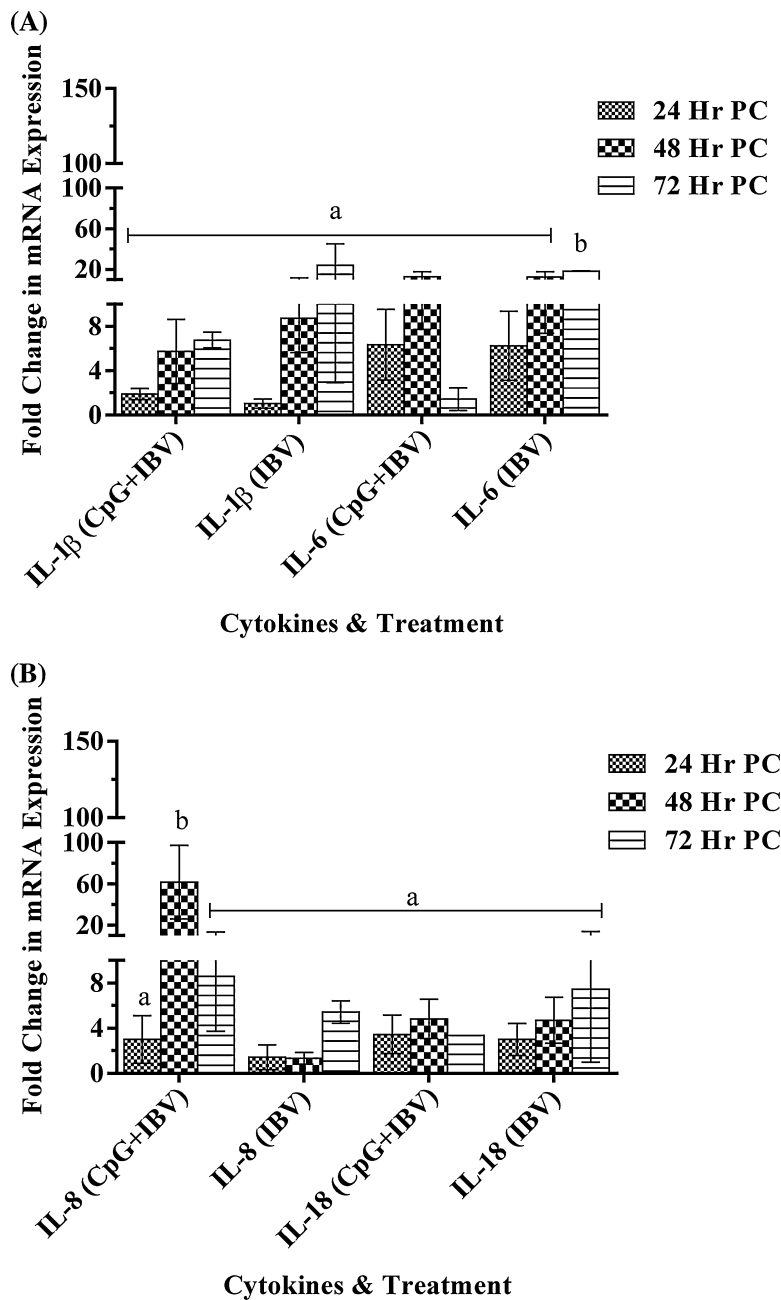 (A)
Fold Change in mRNA Expression
150
100
100
60
20
8
4
0
24 Hr PC
48 Hr PC
72 Hr PC
a
b
IL-1β (CpG+IBV)
IL-1β (IBV)
IL-6 (CpG+IBV)
IL-6 (IBV)
Cytokines & Treatment
(B)
Fold Change in mRNA Expression
150
100
100
60
20
8
4
0
24 Hr PC
48 Hr PC
72 Hr PC
b
a
a
IL-8 (CpG+IBV)
IL-8 (IBV)
IL-18 (CpG+IBV)
IL-18 (IBV)
Cytokines & Treatment